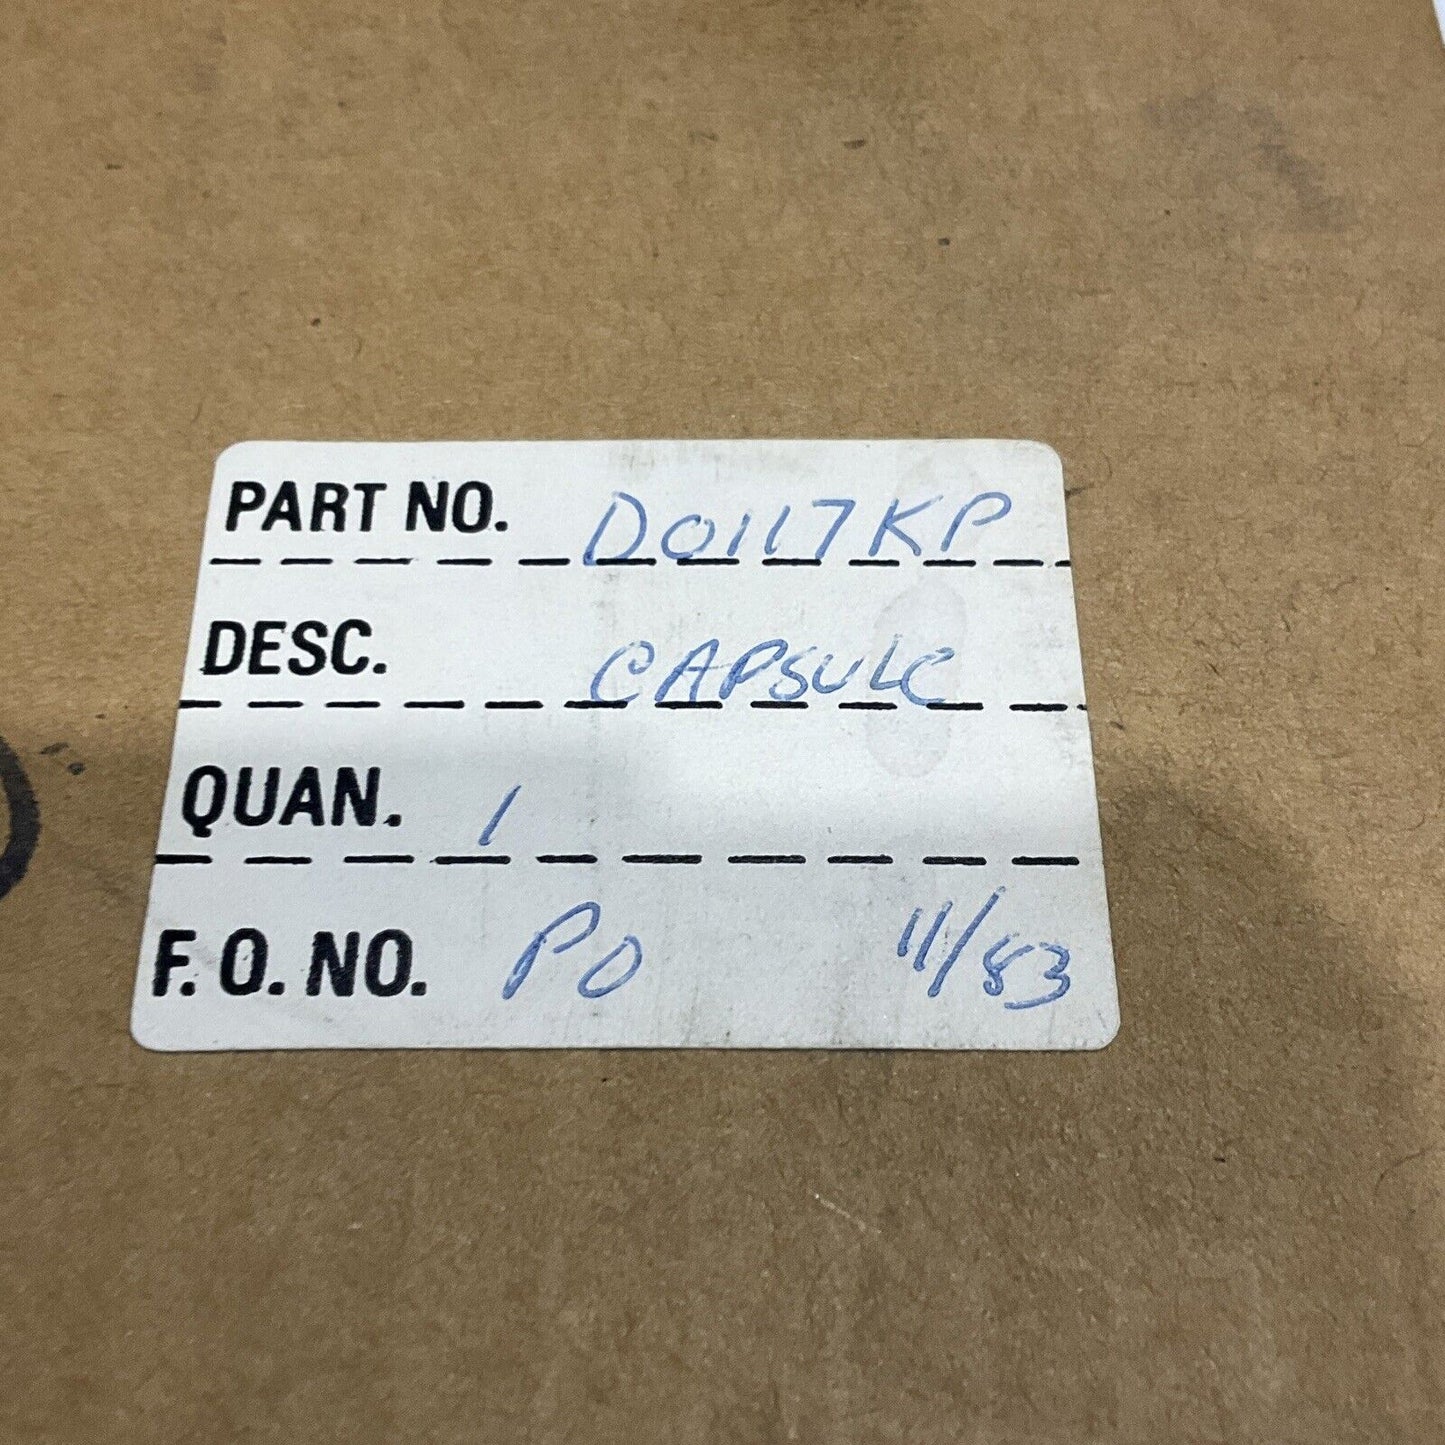 PART NO. D0117KP
DESC. CAPSULE
QUAN. 1
F.O. NO. PO 11/83